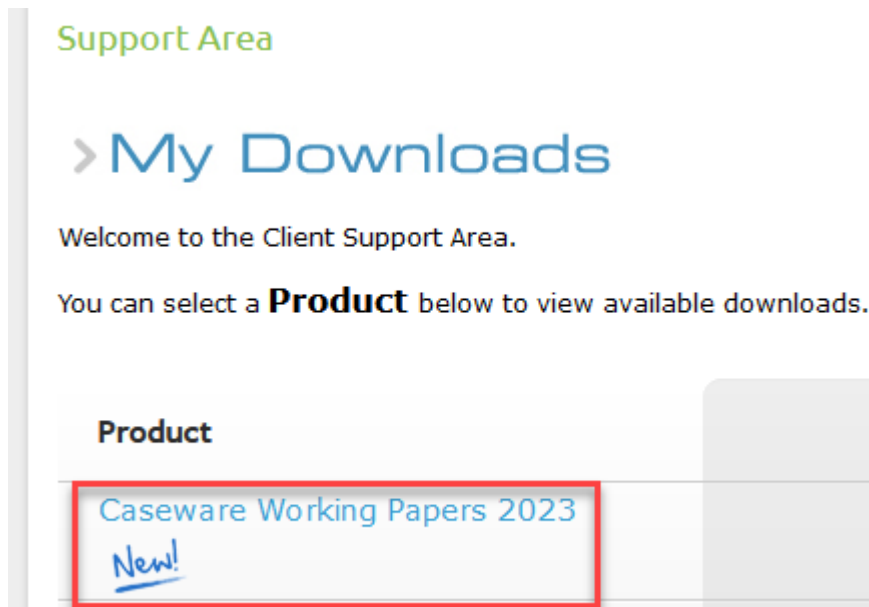 Support Area
My Downloads
Welcome to the Client Support Area.
You can select a Product below to view available downloads.
Product
Caseware Working Papers 2023
New!